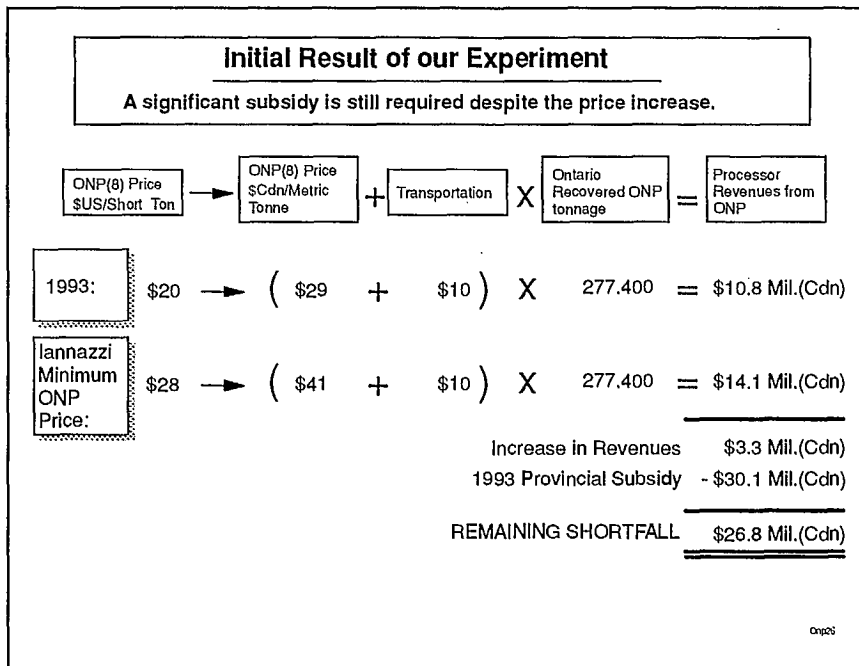 Initial Result of our Experiment
A significant subsidy is still required despite the price increase.
ONP(8) Price
$US/Short Ton
ONP(8) Price
$Cdn/Metric
Tonne
+
Transportation
X
Ontario
Recovered ONP
tonnage
=
Processor
Revenues from
ONP
1993: $20 ( $29 + $10 ) X 277.400 = $10.8 Mil.(Cdn)
Iannazzi
Minimum
ONP
Price:
$28 ( $41 + $10 ) X 277.400 = $14.1 Mil.(Cdn)
Increase in Revenues $3.3 Mil.(Cdn)
1993 Provincial Subsidy - $30.1 Mil.(Cdn)
REMAINING SHORTFALL $26.8 Mil.(Cdn)
Onp26